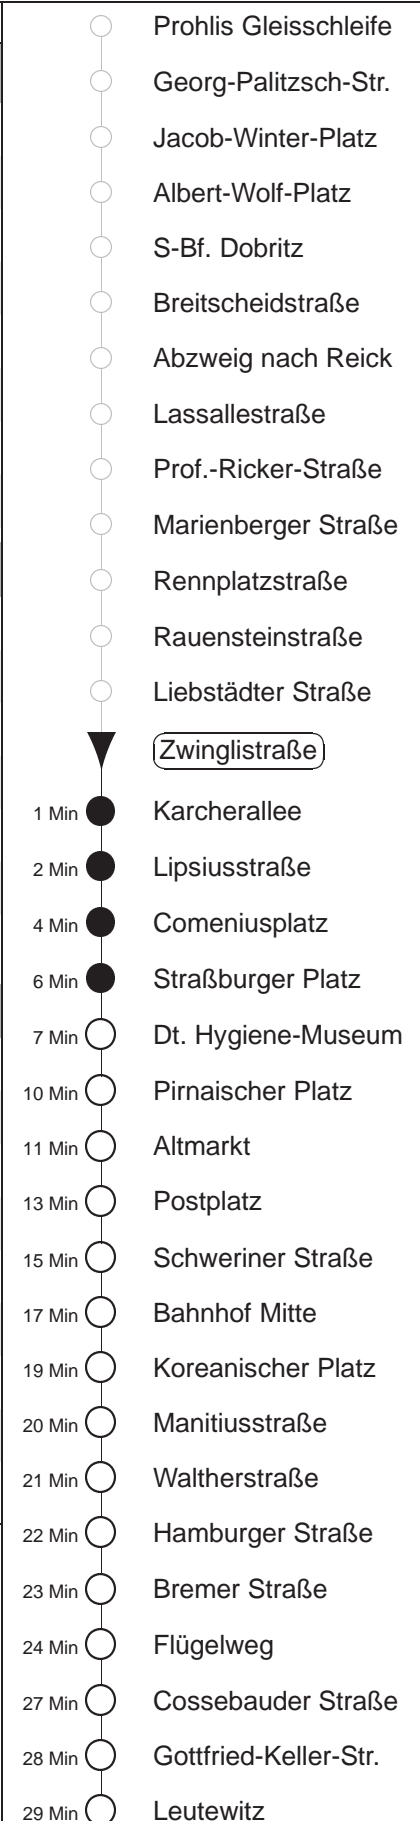 Prohlis Gleisschleife
Georg-Palitzsch-Str.
Jacob-Winter-Platz
Albert-Wolf-Platz
S-Bf. Dobritz
Breitscheidstraße
Abzweig nach Reick
Lassallestraße
Prof.-Ricker-Straße
Marienberger Straße
Rennplatzstraße
Rauensteinstraße
Liebstädter Straße
Zwinglistraße
1 Min Karcherallee
2 Min Lipsiusstraße
4 Min Comeniusplatz
6 Min Straßburger Platz
7 Min Dt. Hygiene-Museum
10 Min Pirnaischer Platz
11 Min Altmarkt
13 Min Postplatz
15 Min Schweriner Straße
17 Min Bahnhof Mitte
19 Min Koreanischer Platz
20 Min Manitiusstraße
21 Min Waltherstraße
22 Min Hamburger Straße
23 Min Bremer Straße
24 Min Flügelweg
27 Min Cossebauder Straße
28 Min Gottfried-Keller-Str.
29 Min Leutewitz